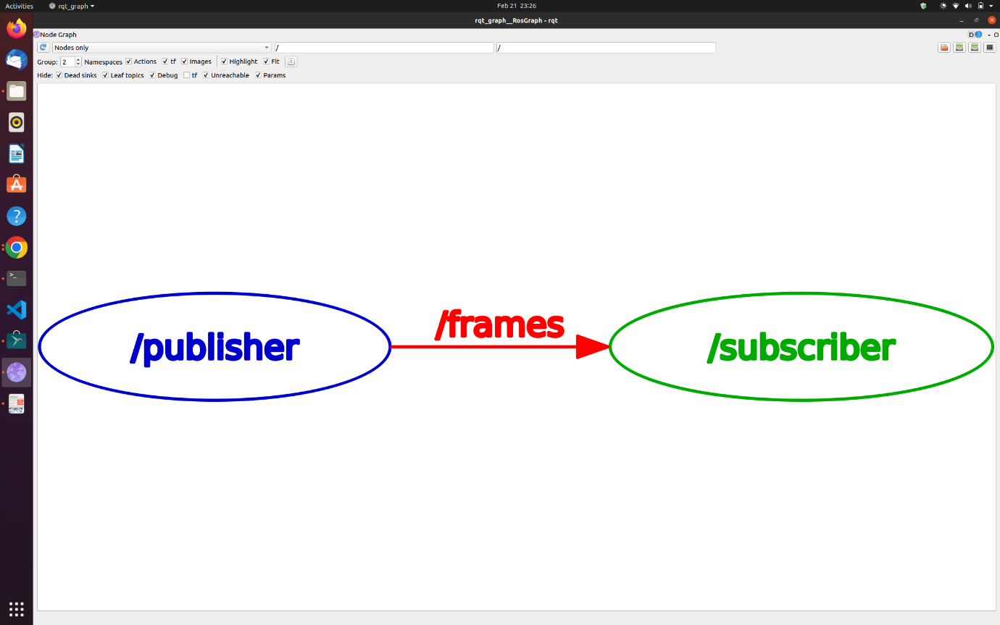 Activities rqt_graph Feb 21 23:26
rqt_graph__RosGraph - rqt
Node Graph D ? - O
Nodes only / /
Group: 2 Namespaces Actions tf Images Highlight Fit
Hide: Dead sinks Leaf topics Debug tf Unreachable Params
/frames
/publisher /subscriber